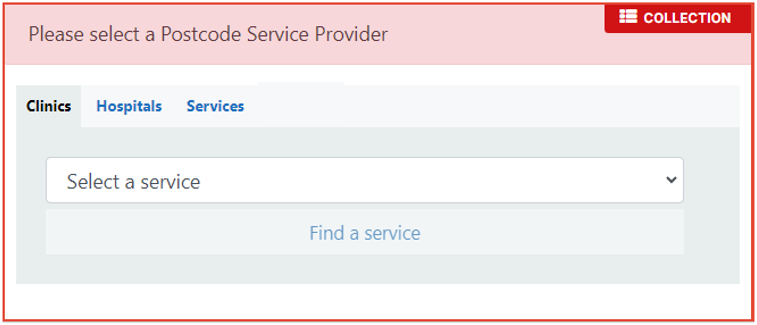 Please select a Postcode Service Provider
COLLECTION
Clinics Hospitals Services
Select a service
Find a service